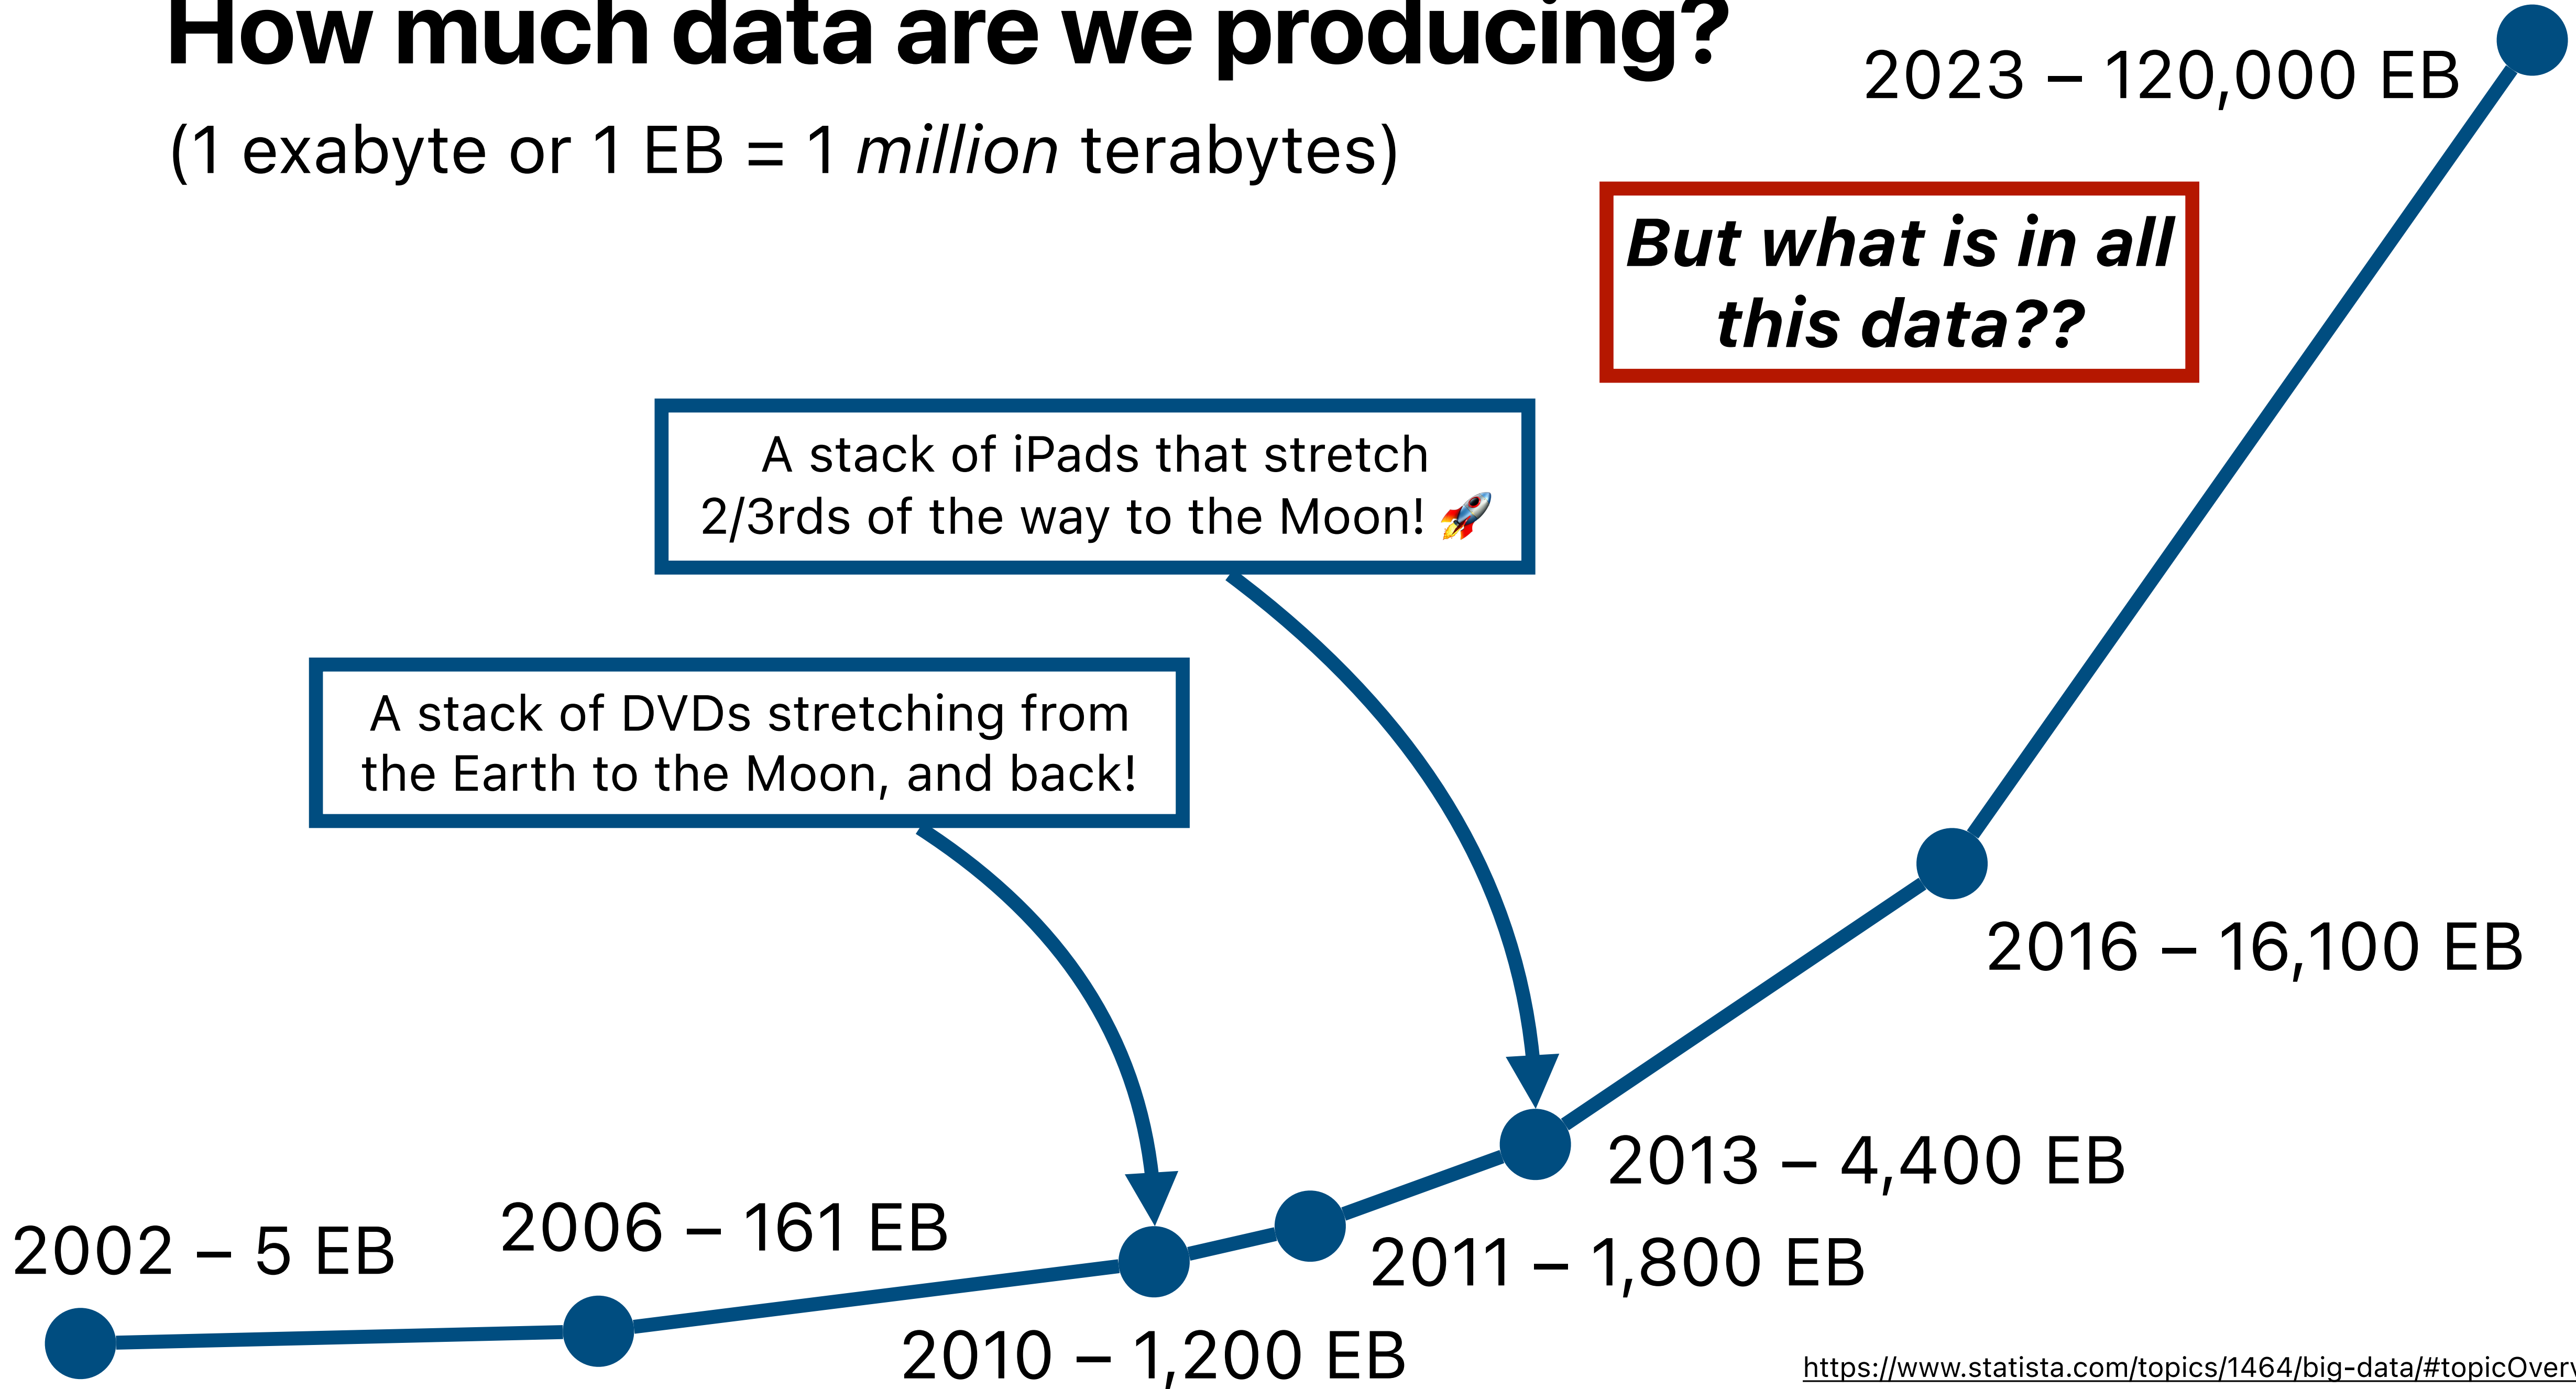 How much data are we producing?
(1 exabyte or 1 EB = 1 million terabytes)
2023 – 120,000 EB
But what is in all
this data??
A stack of iPads that stretch
2/3rds of the way to the Moon! 🚀
A stack of DVDs stretching from
the Earth to the Moon, and back!
2016 – 16,100 EB
2013 – 4,400 EB
2002 – 5 EB
2006 – 161 EB
2011 – 1,800 EB
2010 – 1,200 EB
https://www.statista.com/topics/1464/big-data/#topicOverv